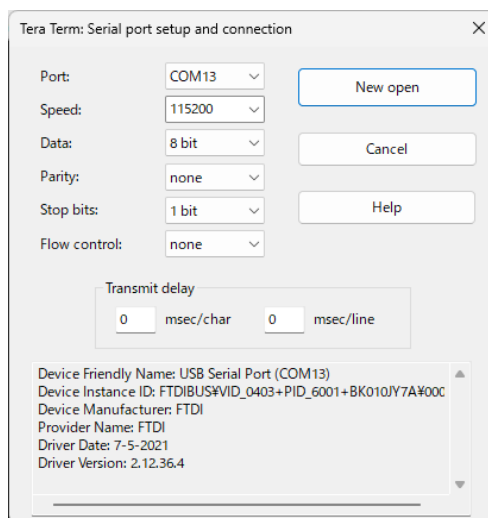 Tera Term: Serial port setup and connection
Port: COM13
New open
Speed: 115200
Data: 8 bit
Cancel
Parity: none
Stop bits: 1 bit
Help
Flow control: none
Transmit delay
0 msec/char 0 msec/line
Device Friendly Name: USB Serial Port (COM13)
Device Instance ID: FTDIBUS¥VID_0403+PID_6001+BK010JY7A¥000
Device Manufacturer: FTDI
Provider Name: FTDI
Driver Date: 7-5-2021
Driver Version: 2.12.36.4